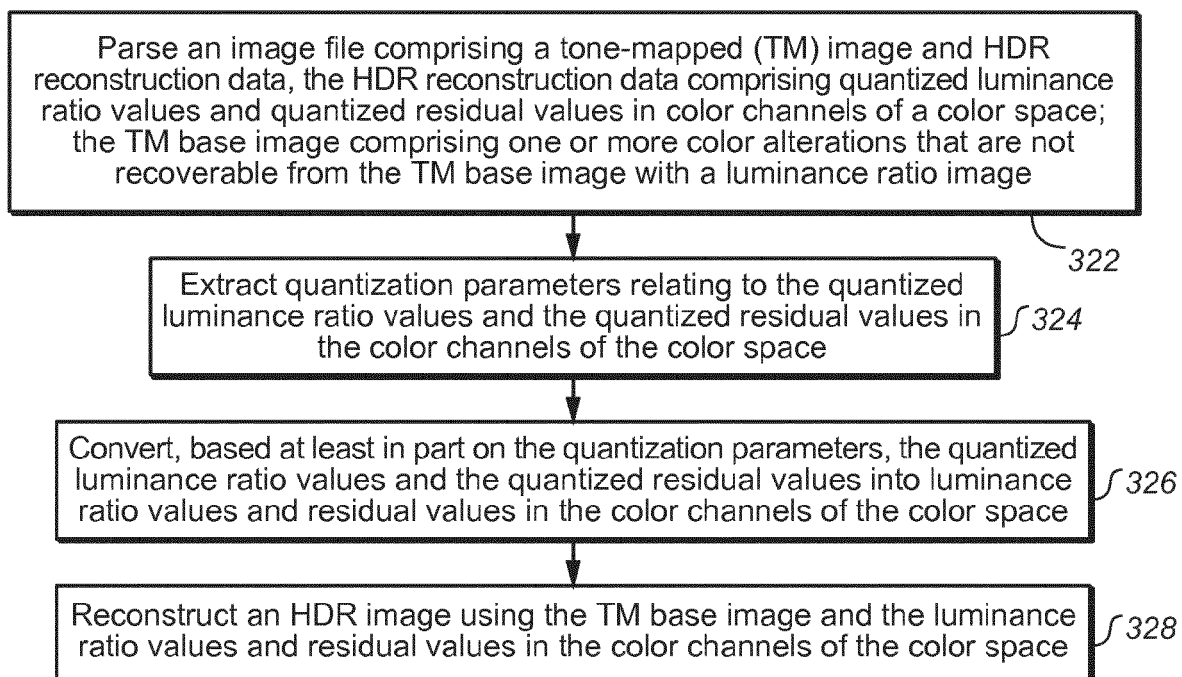 Parse an image file comprising a tone-mapped (TM) image and HDR
reconstruction data, the HDR reconstruction data comprising quantized luminance
ratio values and quantized residual values in color channels of a color space;
the TM base image comprising one or more color alterations that are not
recoverable from the TM base image with a luminance ratio image
322
Extract quantization parameters relating to the quantized
luminance ratio values and the quantized residual values in
the color channels of the color space
324
Convert, based at least in part on the quantization parameters, the quantized
luminance ratio values and the quantized residual values into luminance
ratio values and residual values in the color channels of the color space
326
Reconstruct an HDR image using the TM base image and the luminance
ratio values and residual values in the color channels of the color space
328